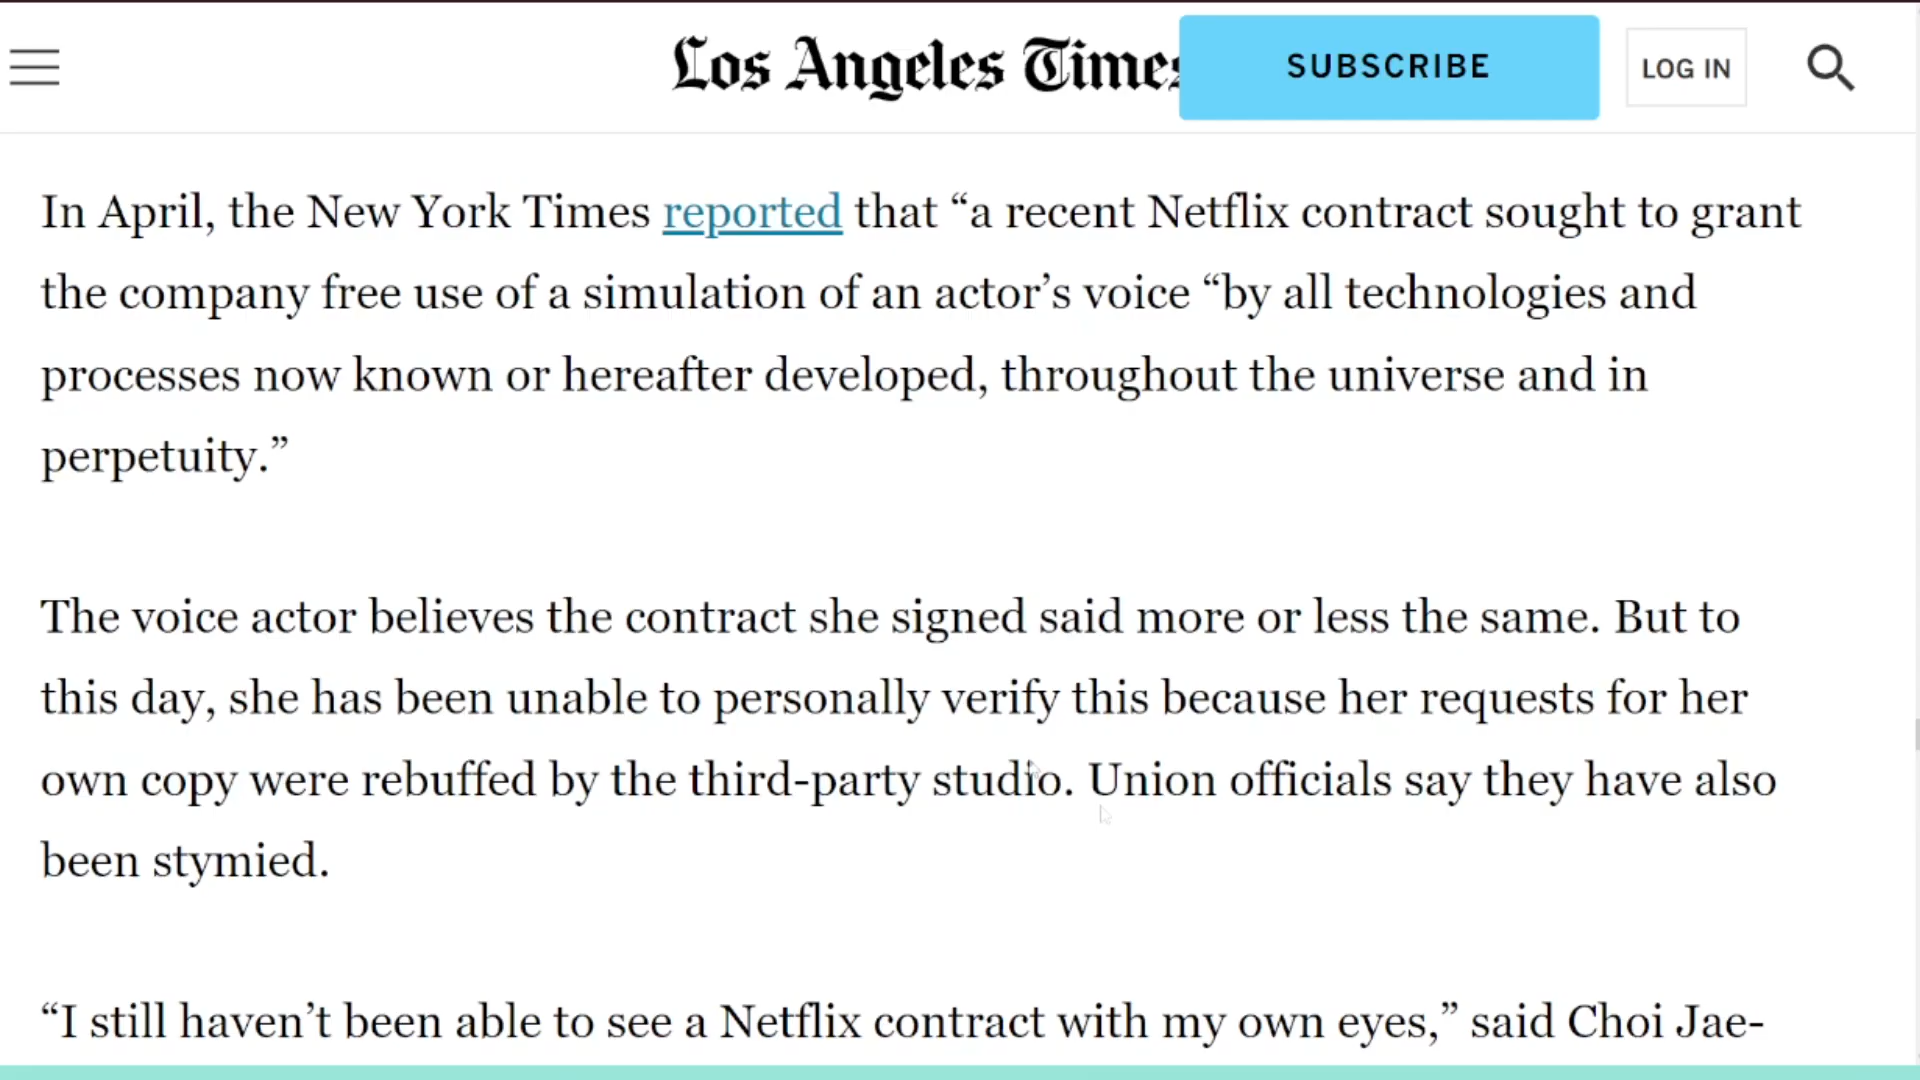 Los Angeles Times
SUBSCRIBE
LOG IN
In April, the New York Times reported that “a recent Netflix contract sought to grant
the company free use of a simulation of an actor’s voice “by all technologies and
processes now known or hereafter developed, throughout the universe and in
perpetuity.”
The voice actor believes the contract she signed said more or less the same. But to
this day, she has been unable to personally verify this because her requests for her
own copy were rebuffed by the third-party studio. Union officials say they have also
been stymied.
“I still haven’t been able to see a Netflix contract with my own eyes,” said Choi Jae-